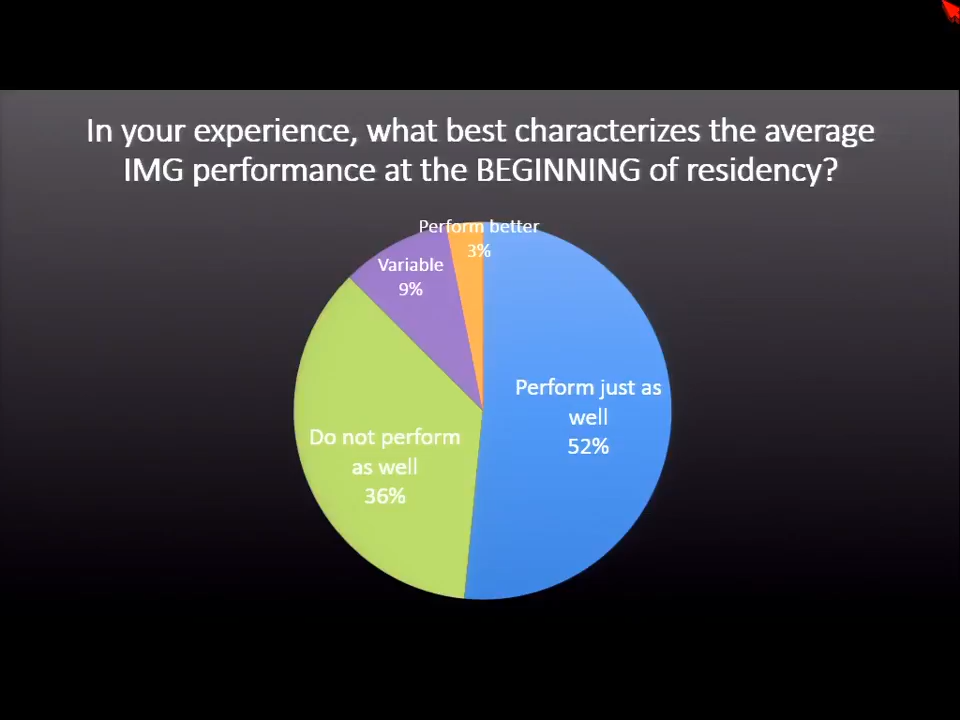 In your experience, what best characterizes the average
IMG performance at the BEGINNING of residency?
Perform better
3%
Variable
9%
Perform just as
well
52%
Do not perform
as well
36%